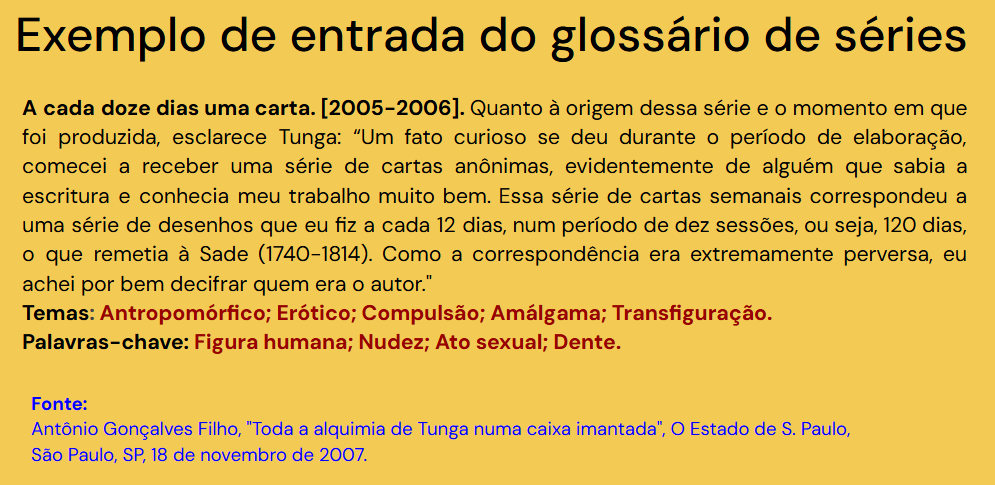 Exemplo de entrada do glossário de séries
A cada doze dias uma carta. [2005-2006]. Quanto à origem dessa série e o momento em que
foi produzida, esclarece Tunga: “Um fato curioso se deu durante o período de elaboração,
comecei a receber uma série de cartas anônimas, evidentemente de alguém que sabia a
escritura e conhecia meu trabalho muito bem. Essa série de cartas semanais correspondeu a
uma série de desenhos que eu fiz a cada 12 dias, num período de dez sessões, ou seja, 120 dias,
o que remetia à Sade (1740-1814). Como a correspondência era extremamente perversa, eu
achei por bem decifrar quem era o autor."
Temas: Antropomórfico; Erótico; Compulsão; Amálgama; Transfiguração.
Palavras-chave: Figura humana; Nudez; Ato sexual; Dente.
Fonte:
Antônio Gonçalves Filho, "Toda a alquimia de Tunga numa caixa imantada", O Estado de S. Paulo,
São Paulo, SP, 18 de novembro de 2007.